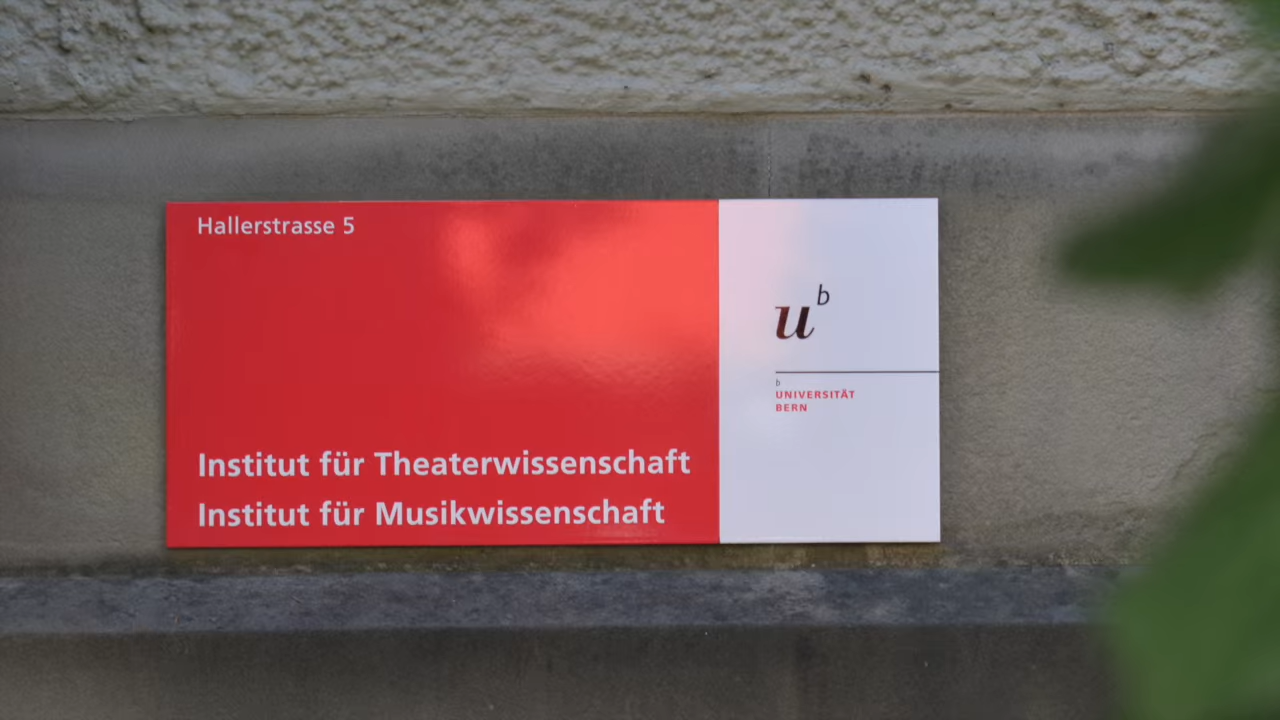 Hallerstrasse 5
Institut für Theaterwissenschaft
Institut für Musikwissenschaft
u b
b
UNIVERSITÄT
BERN